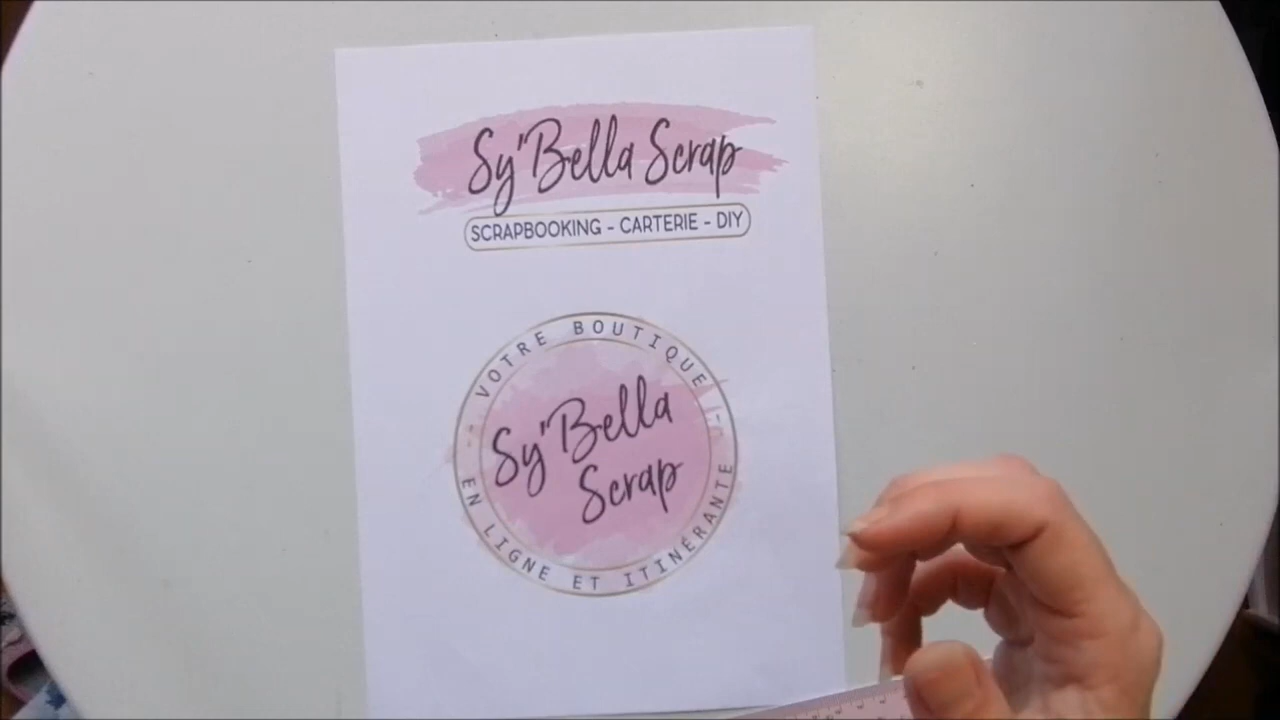 Sy'Bella Scrap
SCRAPBOOKING - CARTERIE - DIY
VOTRE BOUTIQUE
Sy'Bella
Scrap
EN LIGNE ET ITINÉRANTE